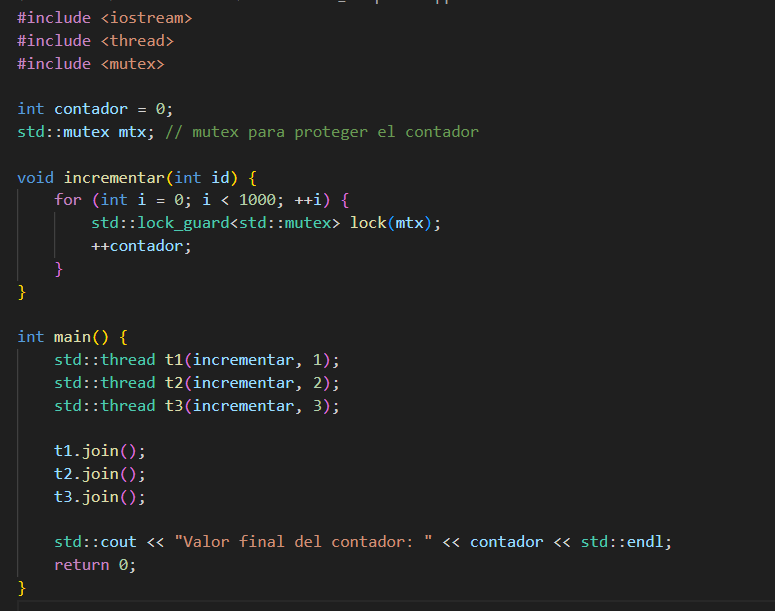 #include <iostream>
#include <thread>
#include <mutex>

int contador = 0;
std::mutex mtx; // mutex para proteger el contador

void incrementar(int id) {
    for (int i = 0; i < 1000; ++i) {
        std::lock_guard<std::mutex> lock(mtx);
        ++contador;
    }
}

int main() {
    std::thread t1(incrementar, 1);
    std::thread t2(incrementar, 2);
    std::thread t3(incrementar, 3);

    t1.join();
    t2.join();
    t3.join();

    std::cout << "Valor final del contador: " << contador << std::endl;
    return 0;
}